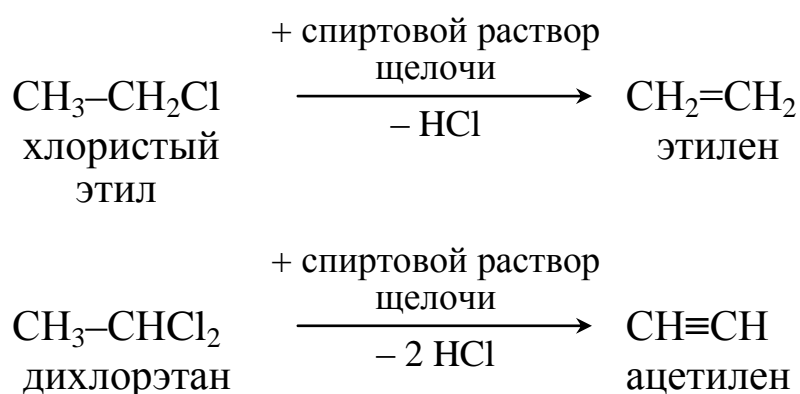 + спиртовой раствор
щелочи
CH₃–CH₂Cl
– HCl
CH₂=CH₂
хлористый
этил
этилен
+ спиртовой раствор
щелочи
CH₃–CHCl₂
– 2 HCl
CH≡CH
дихлорэтан
ацетилен